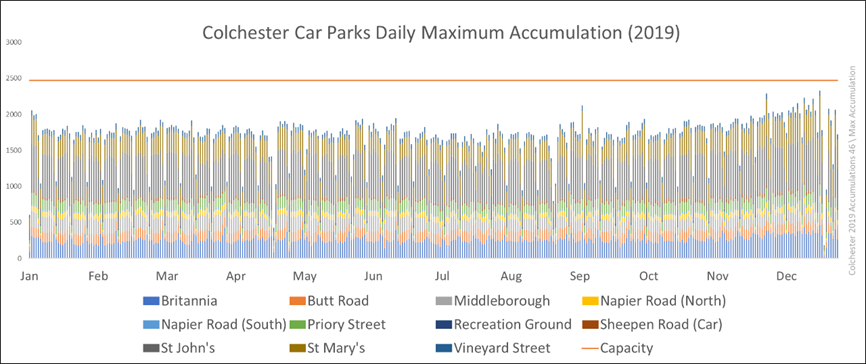 Colchester Car Parks Daily Maximum Accumulation (2019)
3000
2500
2000
1500
1000
500
0
Jan Feb Mar Apr May Jun Jul Aug Sep Oct Nov Dec
Colchester 2019 Accumulations 46 \ Max Accumulation
Britannia Butt Road Middleborough Napier Road (North)
Napier Road (South) Priory Street Recreation Ground Sheepen Road (Car)
St John's St Mary's Vineyard Street Capacity